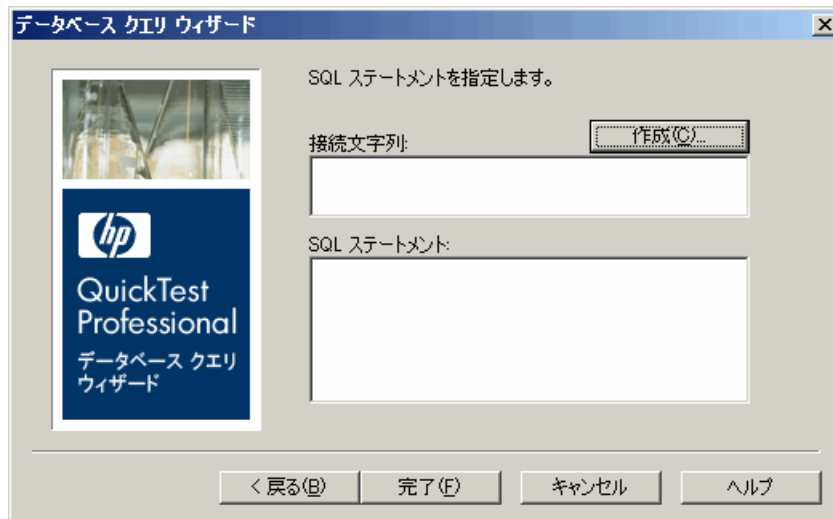 データベース クエリ ウィザード
SQL ステートメントを指定します。
接続文字列:
作成(C)...
SQL ステートメント:
hp
QuickTest
Professional
データベース クエリ
ウィザード
< 戻る(B)
完了(F)
キャンセル
ヘルプ